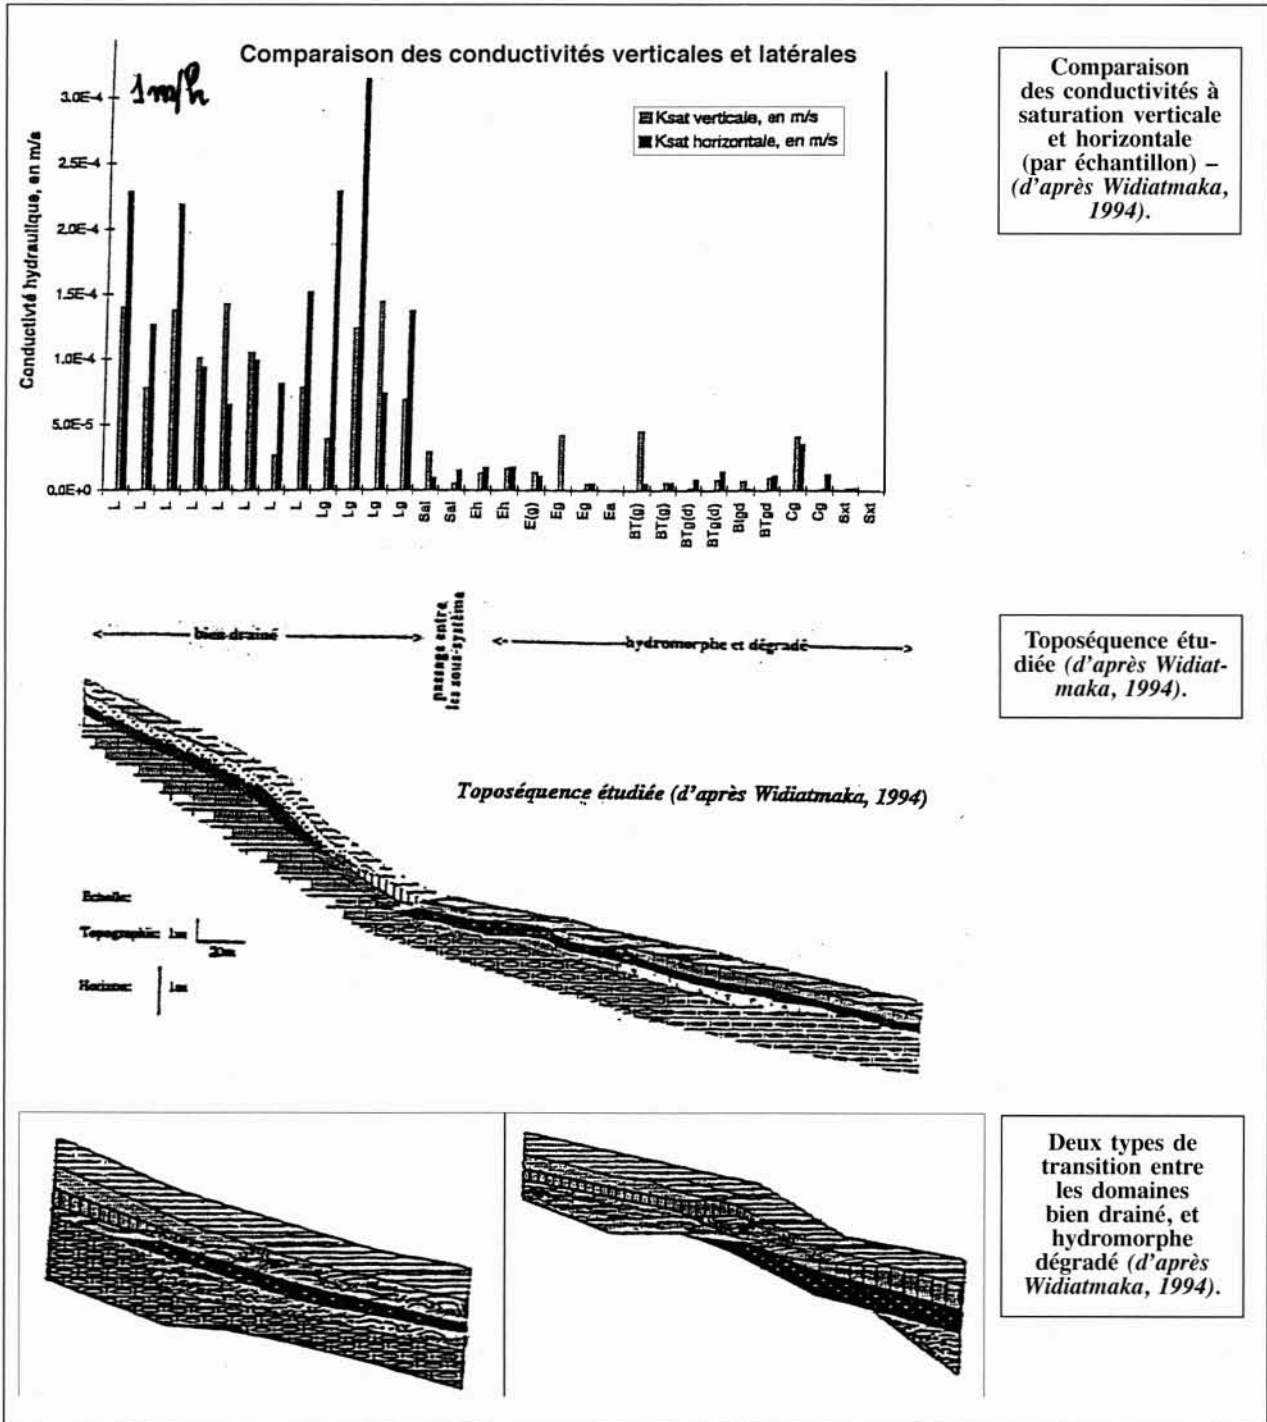 Comparaison des conductivités verticales et latérales
1 m/h
Conductivté hydraulique, en m/s
3.0E-4
2.5E-4
2.0E-4
1.5E-4
1.0E-4
5.0E-5
0.0E+0
Ksat verticale, en m/s
Ksat horizontale, en m/s
L
L
L
L
L
L
L
L
Lg
Lg
Lg
Lg
Sal
Sal
Eh
Eh
E(g)
Eg
Eg
Ea
BT(g)
BT(g)
BTg(d)
BTg(d)
Btgd
BTgd
Cg
Cg
Sxt
Sxt
Comparaison
des conductivités à
saturation verticale
et horizontale
(par échantillon) –
(d'après Widiatmaka,
1994).
bien drainé
passage entre
les sous-système
hydromorphe et dégradé
Toposéquence étu-
diée (d'après Widiat-
maka, 1994).
Toposéquence étudiée (d'après Widiatmaka, 1994)
Echelle:
Topographie: 1m
20m
Horizon: 1m
Deux types de
transition entre
les domaines
bien drainé, et
hydromorphe
dégradé (d'après
Widiatmaka, 1994).